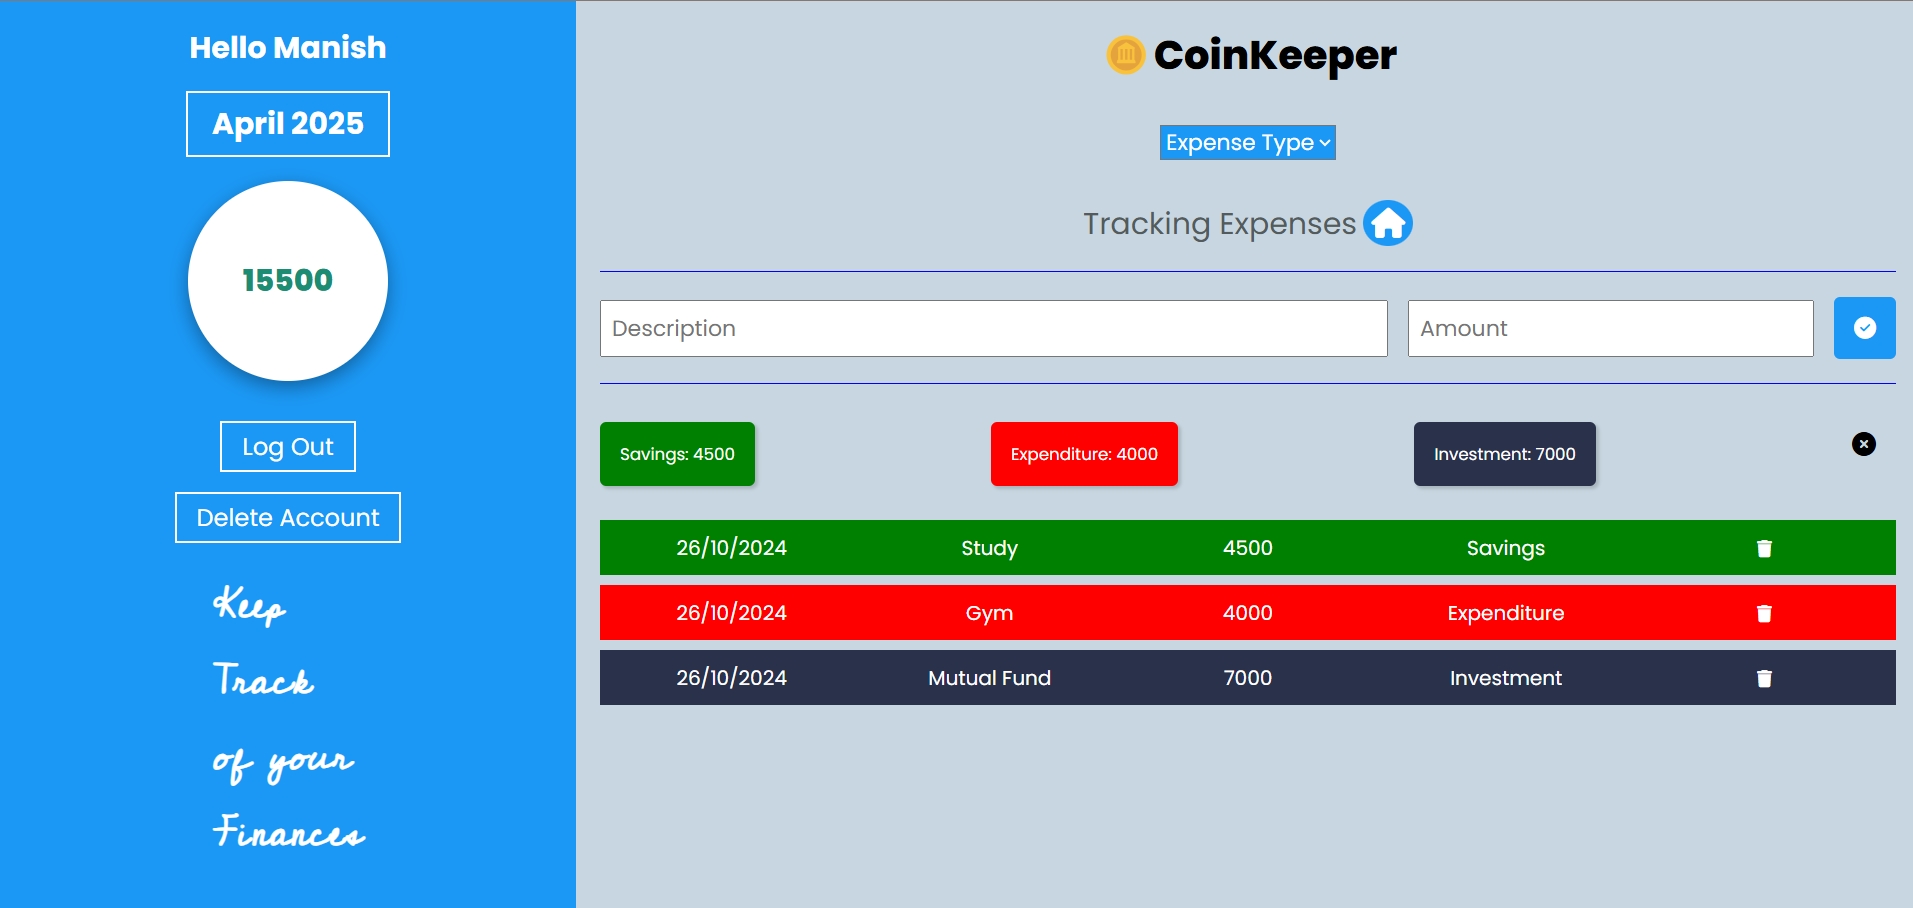 Hello Manish
April 2025
15500
Log Out
Delete Account
Keep
Track
of your
Finances
CoinKeeper
Expense Type
Tracking Expenses
Description Amount
Savings: 4500 Expenditure: 4000 Investment: 7000
26/10/2024 Study 4500 Savings
26/10/2024 Gym 4000 Expenditure
26/10/2024 Mutual Fund 7000 Investment